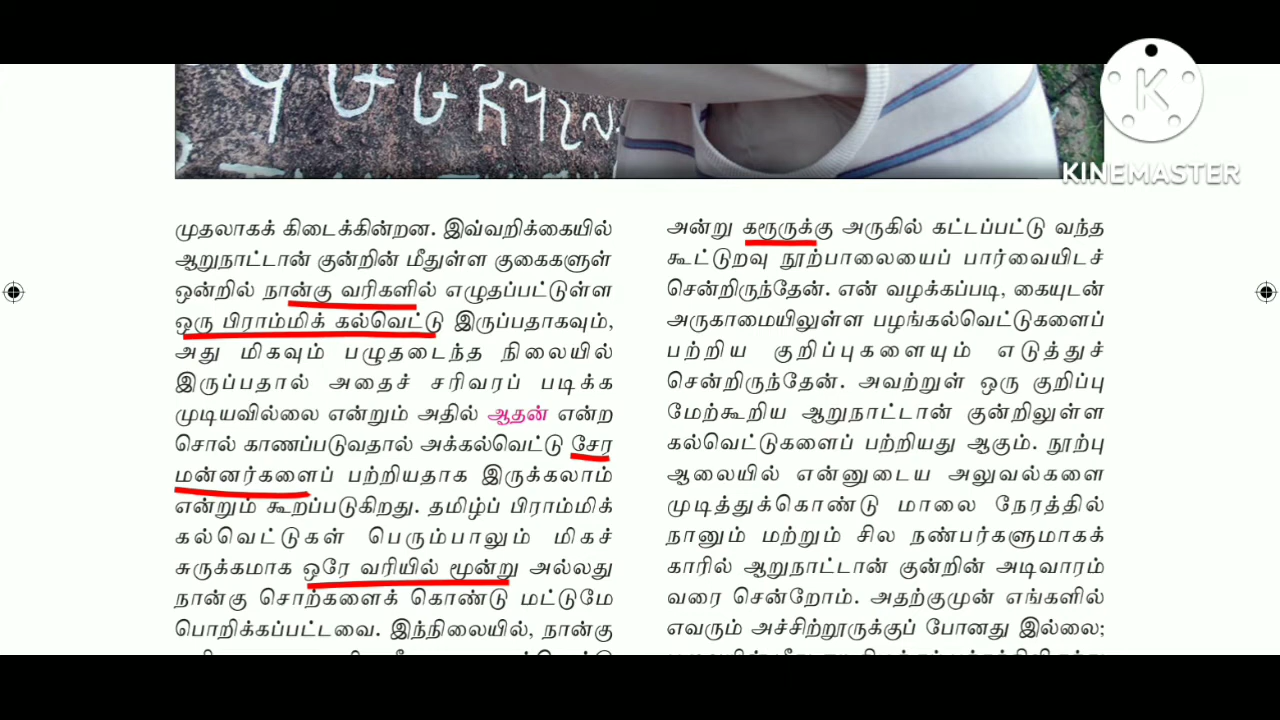 K
KINEMASTER
முதலாகக் கிடைக்கின்றன. இவ்வறிக்கையில்
ஆறுநாட்டான் குன்றின் மீதுள்ள குகைகளுள்
ஒன்றில் நான்கு வரிகளில் எழுதப்பட்டுள்ள
ஒரு பிராம்மிக் கல்வெட்டு இருப்பதாகவும்,
அது மிகவும் பழுதடைந்த நிலையில்
இருப்பதால் அதைச் சரிவரப் படிக்க
முடியவில்லை என்றும் அதில் ஆதன் என்ற
சொல் காணப்படுவதால் அக்கல்வெட்டு சேர
மன்னர்களைப் பற்றியதாக இருக்கலாம்
என்றும் கூறப்படுகிறது. தமிழ்ப் பிராம்மிக்
கல்வெட்டுகள் பெரும்பாலும் மிகச்
சுருக்கமாக ஒரே வரியில் மூன்று அல்லது
நான்கு சொற்களைக் கொண்டு மட்டுமே
பொறிக்கப்பட்டவை. இந்நிலையில், நான்கு
அன்று கரூருக்கு அருகில் கட்டப்பட்டு வந்த
கூட்டுறவு நூற்பாலையைப் பார்வையிடச்
சென்றிருந்தேன். என் வழக்கப்படி, கையுடன்
அருகாமையிலுள்ள பழங்கல்வெட்டுகளைப்
பற்றிய குறிப்புகளையும் எடுத்துச்
சென்றிருந்தேன். அவற்றுள் ஒரு குறிப்பு
மேற்கூறிய ஆறுநாட்டான் குன்றிலுள்ள
கல்வெட்டுகளைப் பற்றியது ஆகும். நூற்பு
ஆலையில் என்னுடைய அலுவல்களை
முடித்துக்கொண்டு மாலை நேரத்தில்
நானும் மற்றும் சில நண்பர்களுமாகக்
காரில் ஆறுநாட்டான் குன்றின் அடிவாரம்
வரை சென்றோம். அதற்குமுன் எங்களில்
எவரும் அச்சிற்றூருக்குப் போனது இல்லை;